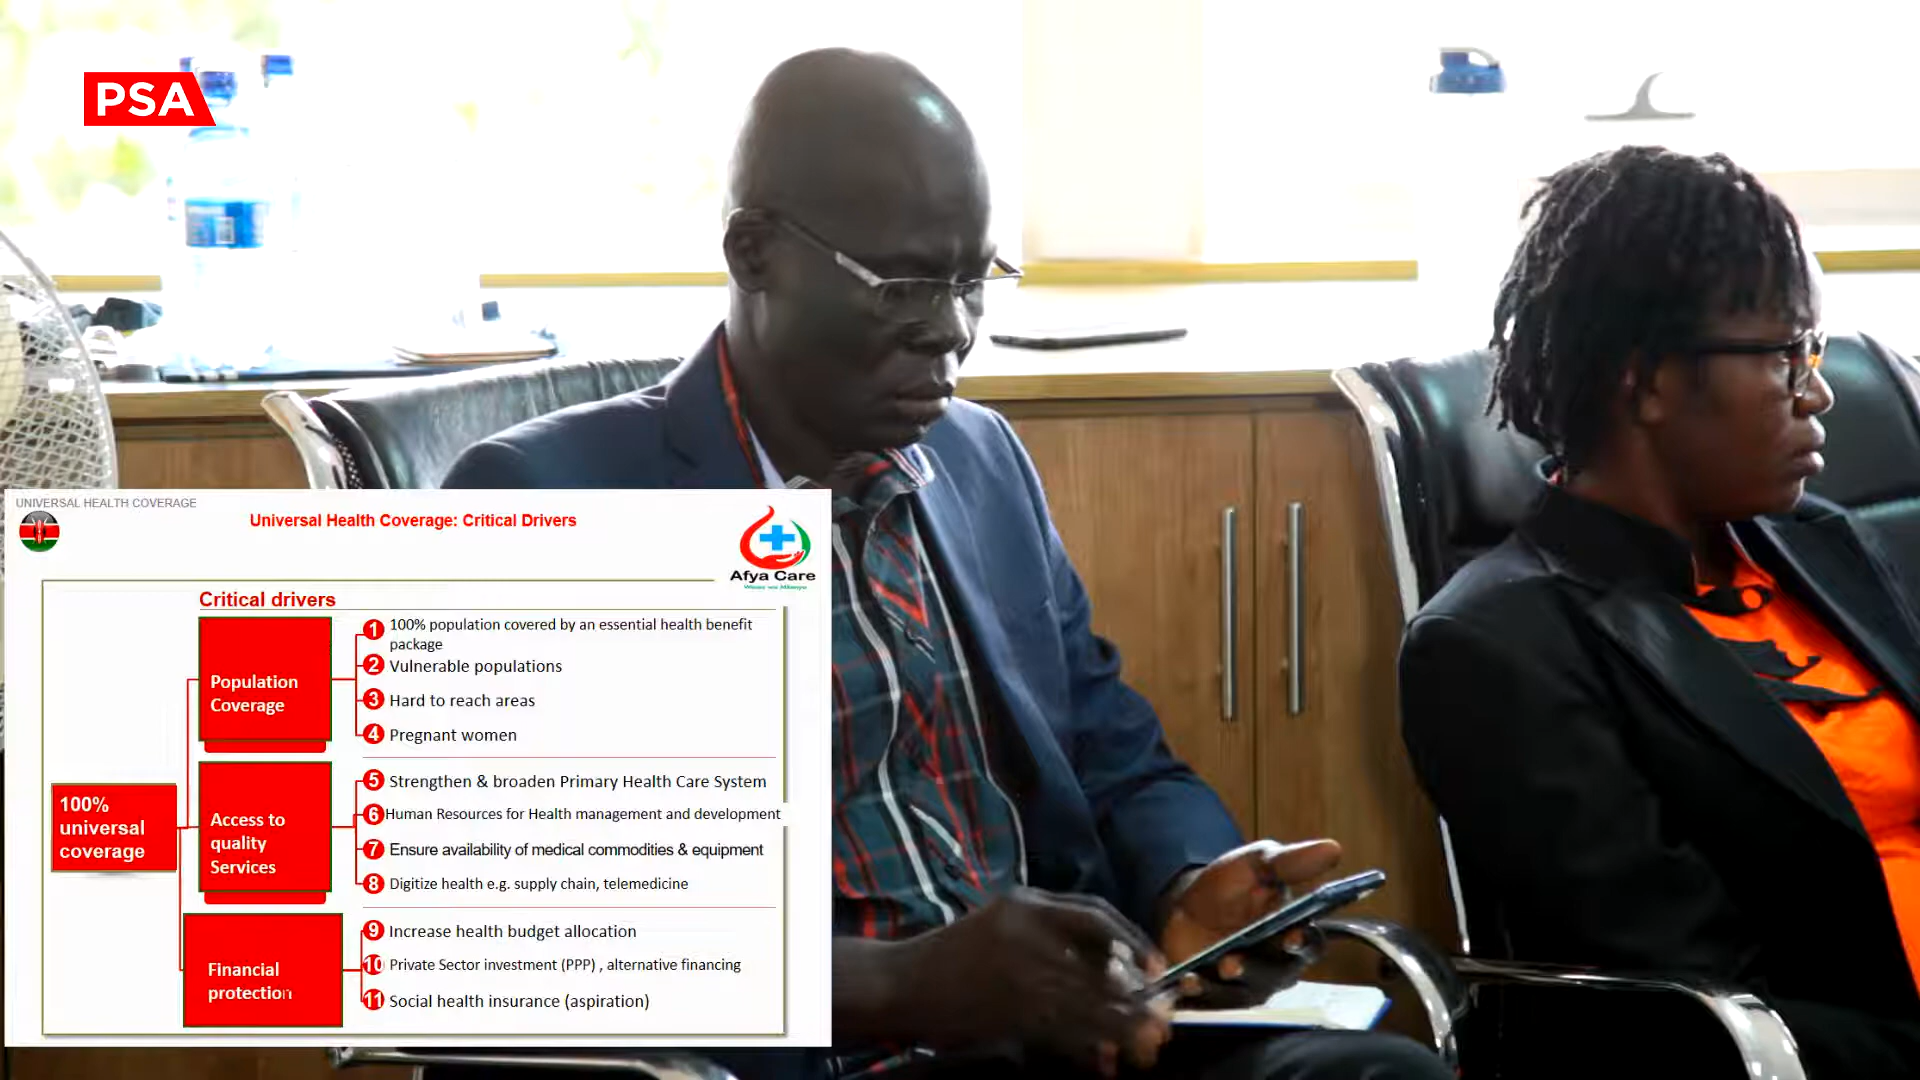 PSA
UNIVERSAL HEALTH COVERAGE
Universal Health Coverage: Critical Drivers
Afya Care
Critical drivers
100%
universal
coverage
Population
Coverage
1 100% population covered by an essential health benefit
package
2 Vulnerable populations
3 Hard to reach areas
4 Pregnant women
Access to
quality
Services
5 Strengthen & broaden Primary Health Care System
6 Human Resources for Health management and development
7 Ensure availability of medical commodities & equipment
8 Digitize health e.g. supply chain, telemedicine
Financial
protection
9 Increase health budget allocation
10 Private Sector investment (PPP) , alternative financing
11 Social health insurance (aspiration)